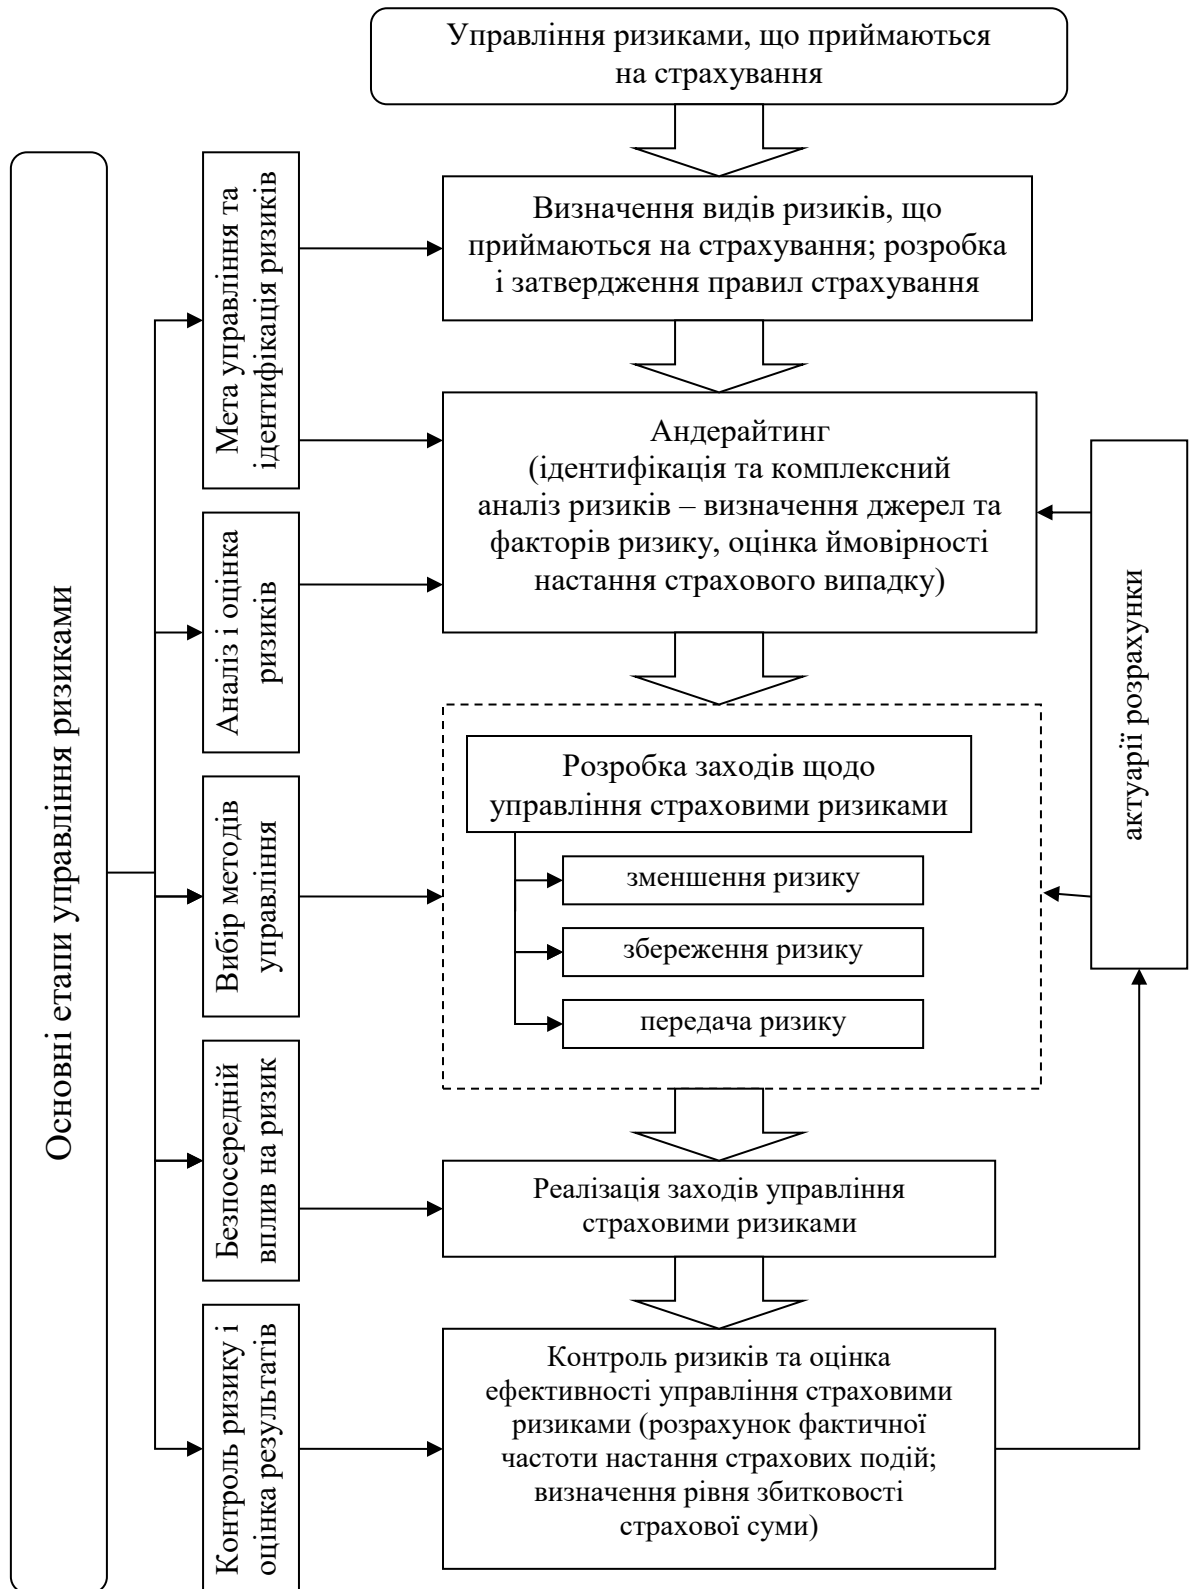 Управління ризиками, що приймаються
на страхування
Основні етапи управління ризиками
Мета управління та
ідентифікація ризиків
Визначення видів ризиків, що
приймаються на страхування; розробка
і затвердження правил страхування
Андерайтинг
(ідентифікація та комплексний
аналіз ризиків – визначення джерел та
факторів ризику, оцінка ймовірності
настання страхового випадку)
Аналіз і оцінка
ризиків
актуарії розрахунки
Розробка заходів щодо
управління страховими ризиками
зменшення ризику
збереження ризику
передача ризику
Вибір методів
управління
Безпосередній
вплив на ризик
Реалізація заходів управління
страховими ризиками
Контроль ризику і
оцінка результатів
Контроль ризиків та оцінка
ефективності управління страховими
ризиками (розрахунок фактичної
частоти настання страхових подій;
визначення рівня збитковості
страхової суми)